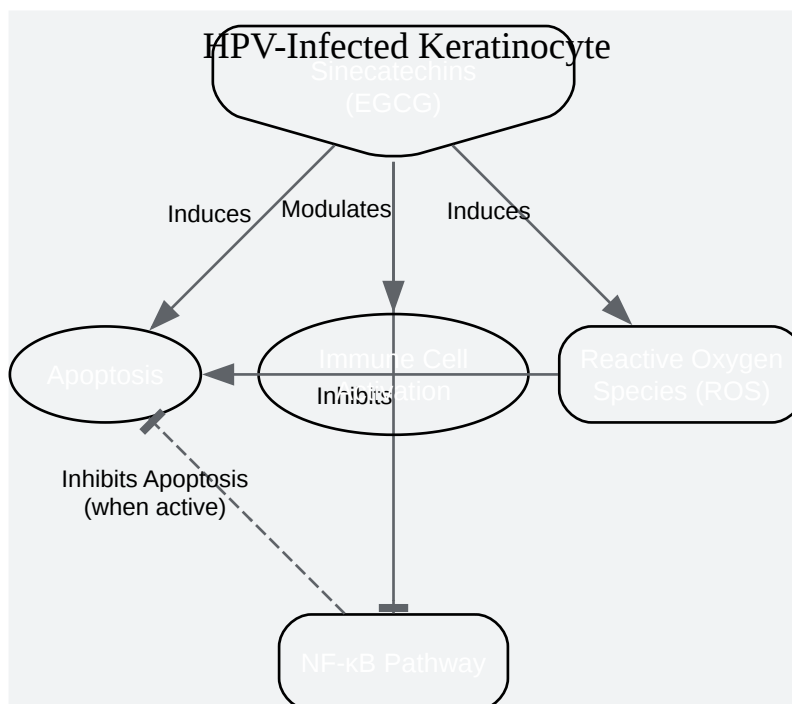 HPV-Infected Keratinocyte
Sinecatechins
(EGCG)
Induces
Modulates
Induces
Apoptosis
Immune Cell
Activation
Reactive Oxygen
Species (ROS)
Inhibits
Inhibits Apoptosis
(when active)
NF-κB Pathway